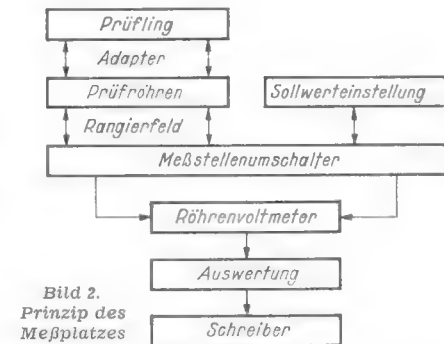 Prüfling
Adapter
Prüfröhren
Sollwerteinstellung
Rangierfeld
Meßstellenumschalter
Röhrenvoltmeter
Auswertung
Schreiber
Bild 2.
Prinzip des
Meßplatzes